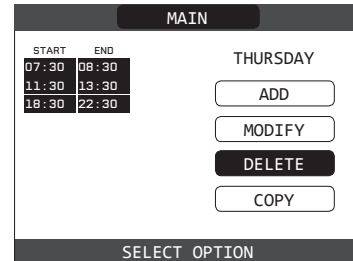 MAIN
START END
07:30 08:30
11:30 13:30
18:30 22:30
THURSDAY
ADD
MODIFY
DELETE
COPY
SELECT OPTION